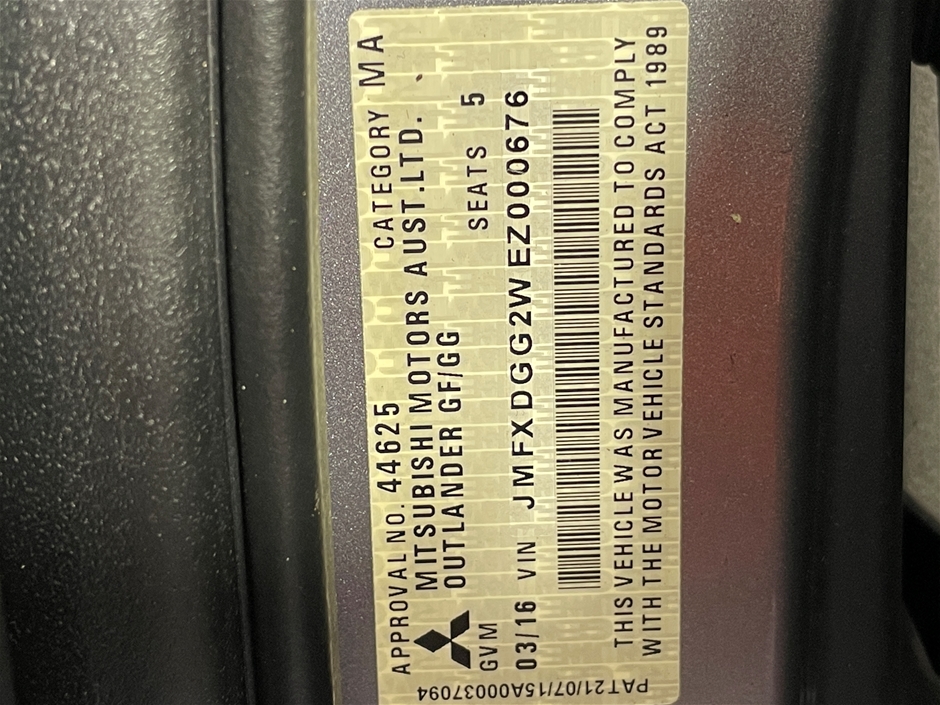 APPROVAL NO. 44625 CATEGORY MA
MITSUBISHI MOTORS AUST.LTD.
OUTLANDER GF/GG
GVM SEATS 5
03/16 VIN JMFXDGG2WEZ000676
THIS VEHICLE WAS MANUFACTURED TO COMPLY
WITH THE MOTOR VEHICLE STANDARDS ACT 1989
PAT21/07/15A00037094